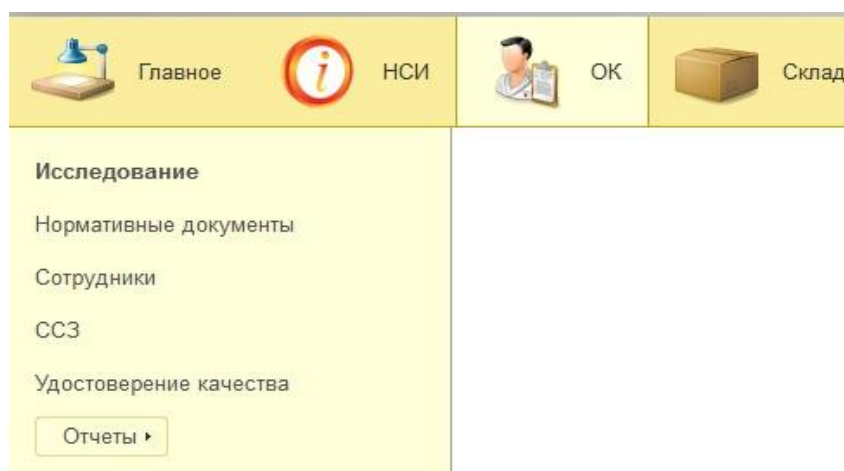 Главное НСИ ОК Склад
Исследование
Нормативные документы
Сотрудники
ССЗ
Удостоверение качества
Отчеты